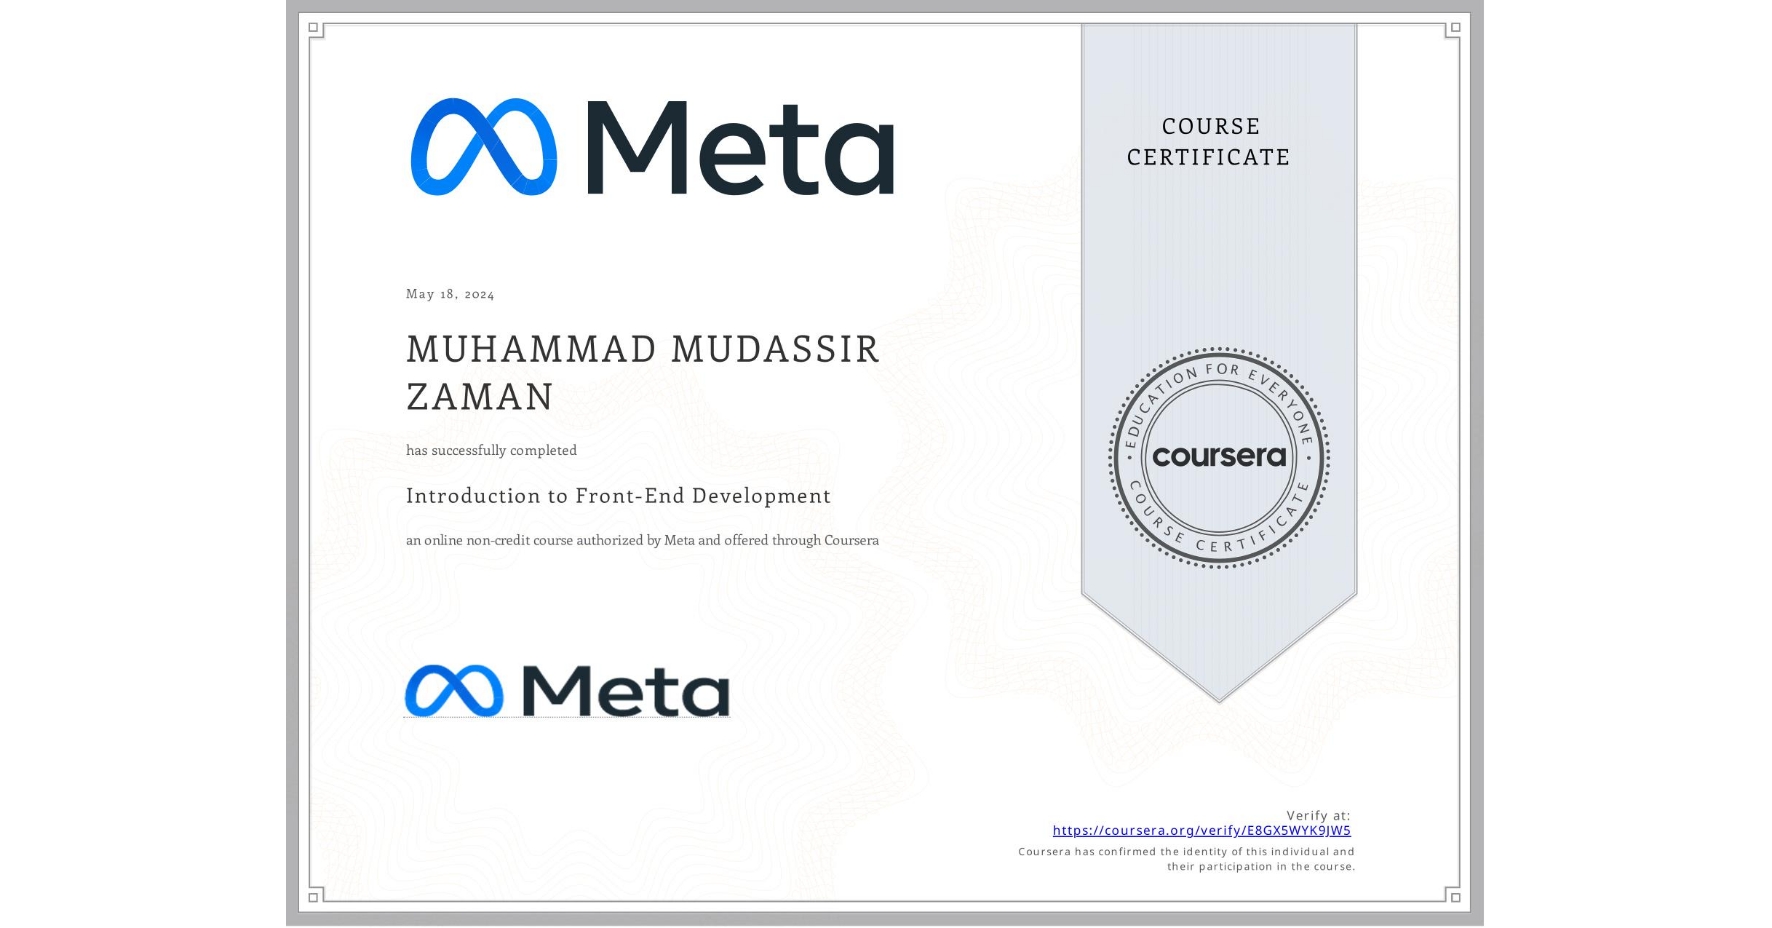 Meta
COURSE
CERTIFICATE
May 18, 2024
MUHAMMAD MUDASSIR
ZAMAN
has successfully completed
Introduction to Front-End Development
an online non-credit course authorized by Meta and offered through Coursera
EDUCATION FOR EVERYONE
coursera
COURSE CERTIFICATE
Meta
Verify at:
https://coursera.org/verify/E8GX5WYK9JW5
Coursera has confirmed the identity of this individual and
their participation in the course.